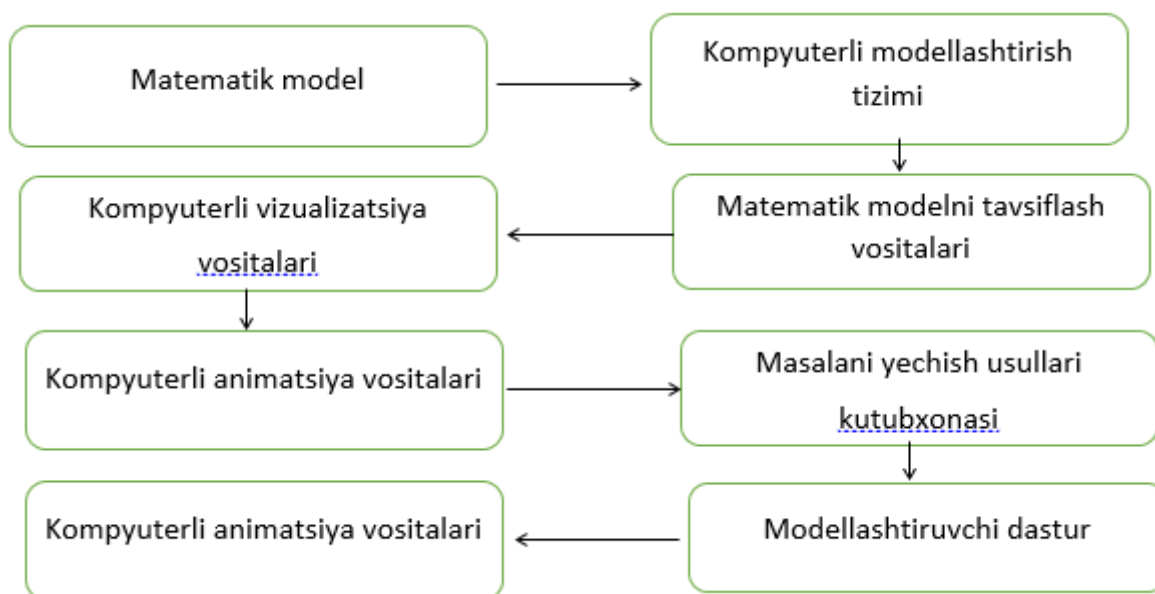 Matematik model
Kompyuterli modellashtirish
tizimi
Kompyuterli vizualizatsiya
vositalari
Matematik modelni tavsiflash
vositalari
Kompyuterli animatsiya vositalari
Masalani yechish usullari
kutubxonasi
Kompyuterli animatsiya vositalari
Modellashtiruvchi dastur